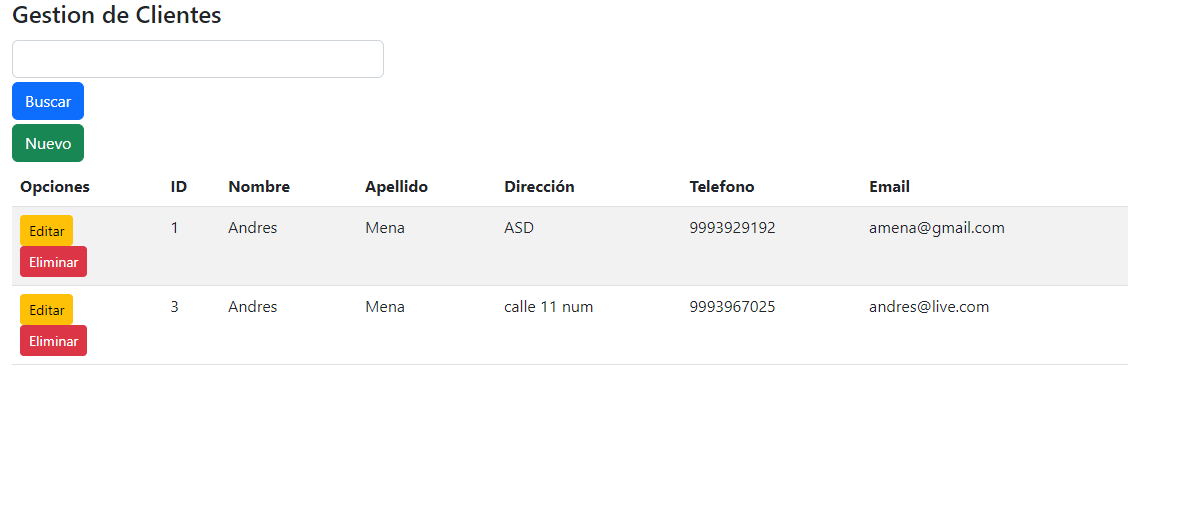 Gestion de Clientes
Buscar
Nuevo
Opciones ID Nombre Apellido Dirección Telefono Email
Editar 1 Andres Mena ASD 9993929192 amena@gmail.com
Eliminar
Editar 3 Andres Mena calle 11 num 9993967025 andres@live.com
Eliminar